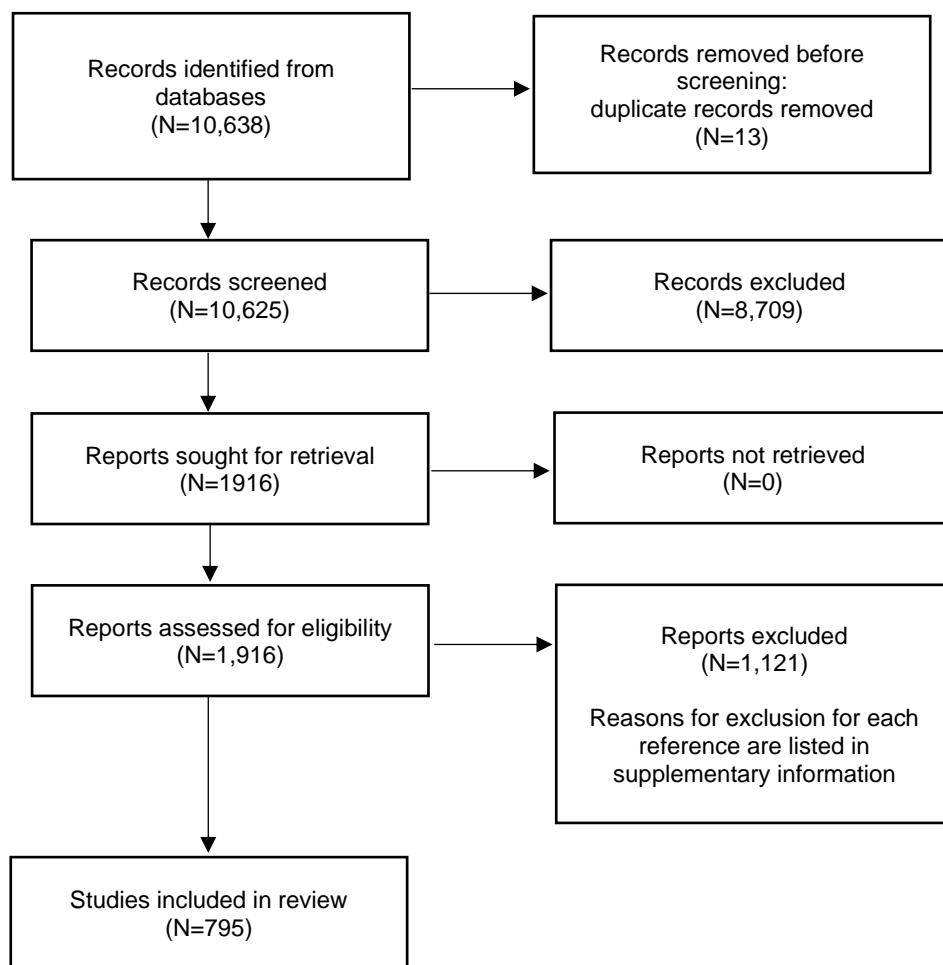 Records identified from
databases
(N=10,638)
Records removed before
screening:
duplicate records removed
(N=13)
Records screened
(N=10,625)
Records excluded
(N=8,709)
Reports sought for retrieval
(N=1916)
Reports not retrieved
(N=0)
Reports assessed for eligibility
(N=1,916)
Reports excluded
(N=1,121)
Reasons for exclusion for each
reference are listed in
supplementary information
Studies included in review
(N=795)